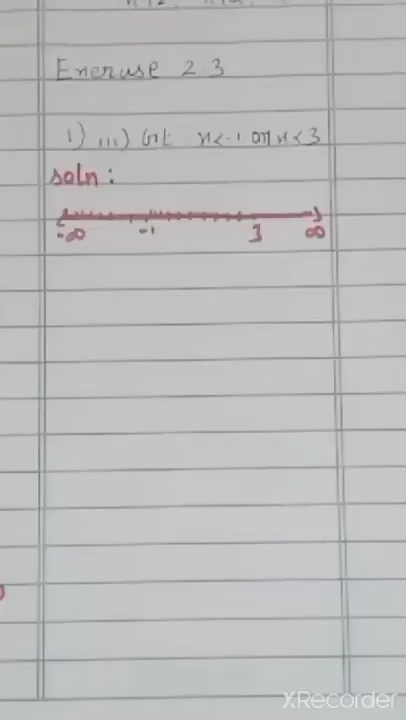 Exercise 2.3
1) iii) x < -1 or x < 3
soln :
-∞ -1 3 ∞
XRecorder